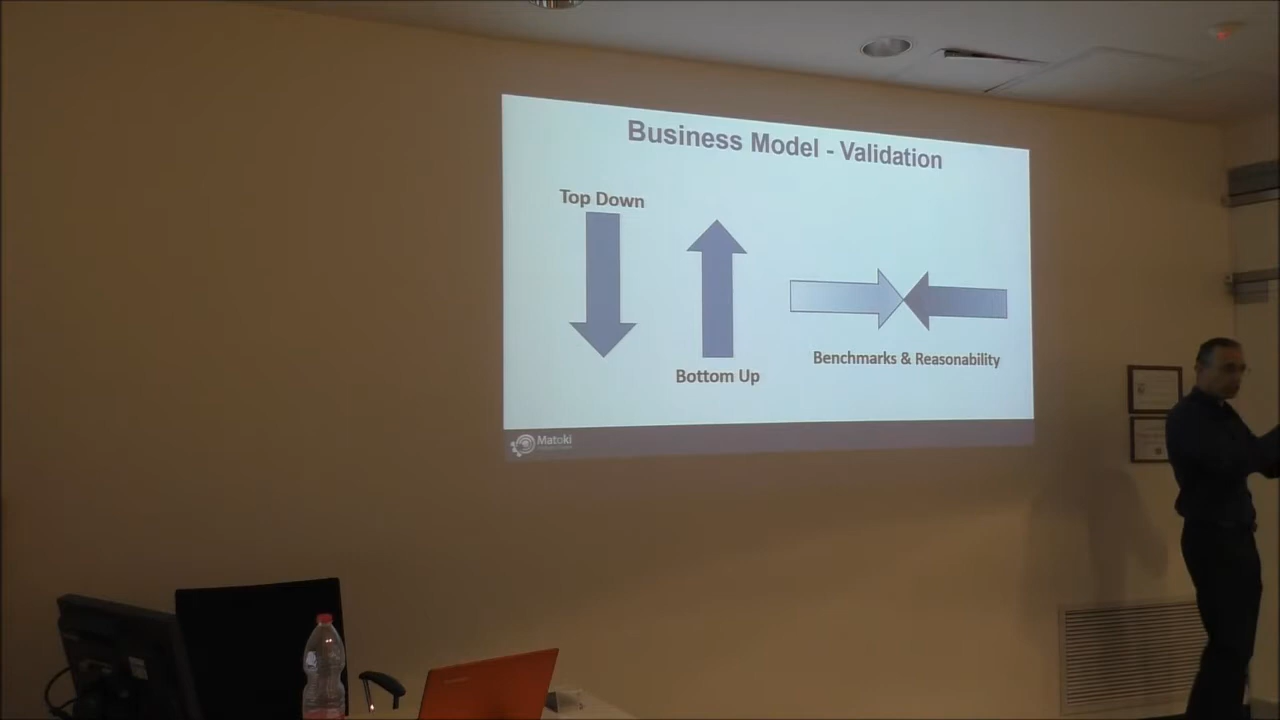 Business Model - Validation
Top Down
Bottom Up
Benchmarks & Reasonability
Matoki